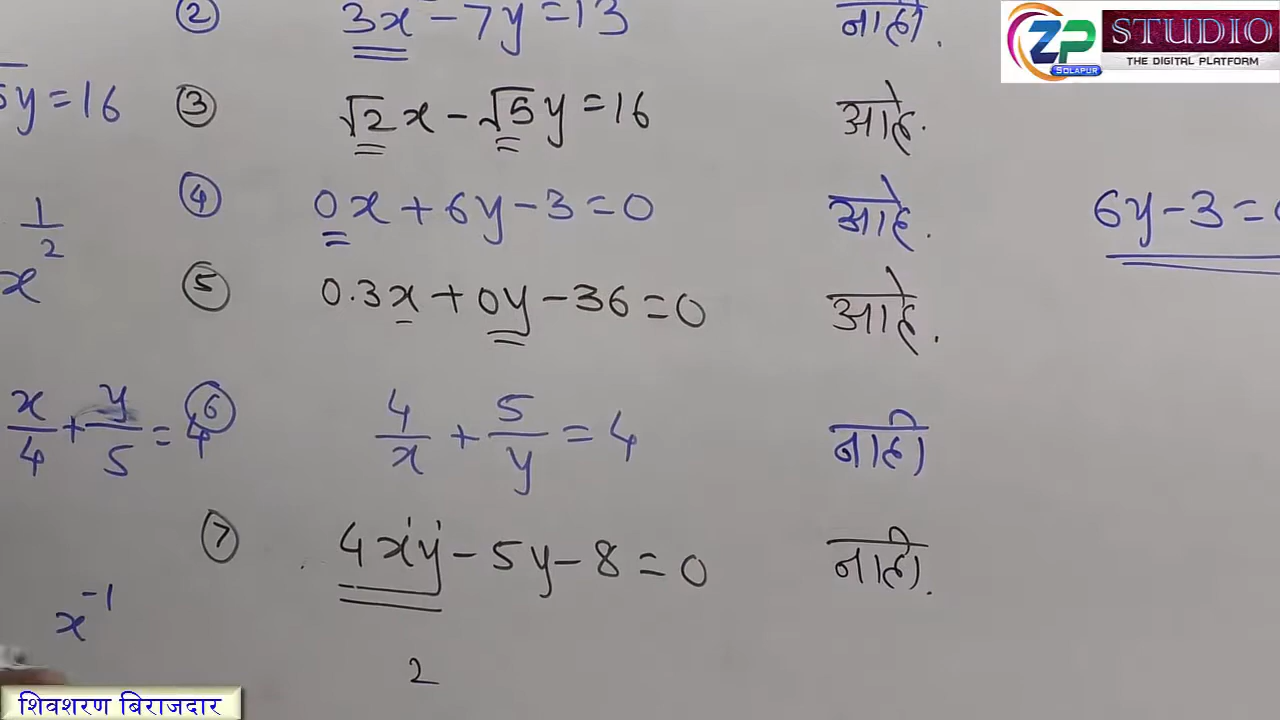 ② 3x - 7y = 13 नाही.
ZP STUDIO
SOLAPUR THE DIGITAL PLATFORM
5y = 16 ③ √2x - √5y = 16 आहे.
④ 0x + 6y - 3 = 0 आहे. 6y - 3 =
x^1/2
⑤ 0.3x + 0y - 36 = 0 आहे.
x/4 + y/5 = 4 ⑥ 4/x + 5/y = 4 नाही
⑦ 4x¹y¹ - 5y - 8 = 0 नाही.
x^-1
2
शिवशरण बिराजदार